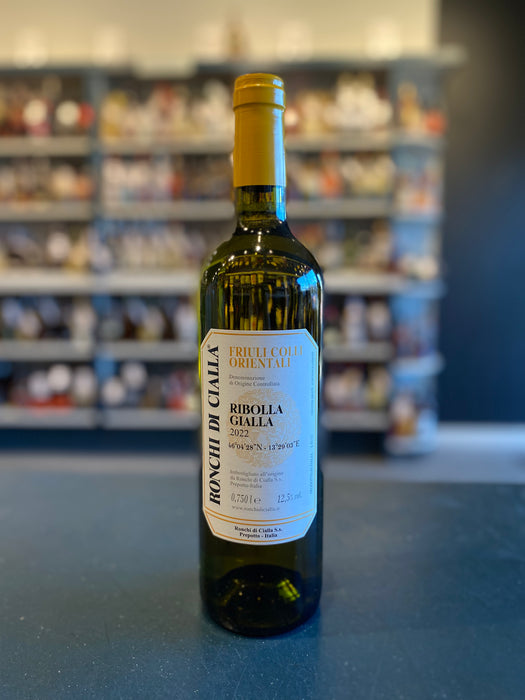 RONCHI DI CIALLA
FRIULI COLLI
ORIENTALI
Denominazione
di Origine Controllata
RIBOLLA
GIALLA
2022
46°04'28"N - 13°29'03"E
Imbottigliato all'origine
da Ronchi di Cialla S.s.
Prepotto-Italia
0,750 l e 12,5% vol.
www.ronchidicialla.it
Ronchi di Cialla S.s.
Prepotto - Italia